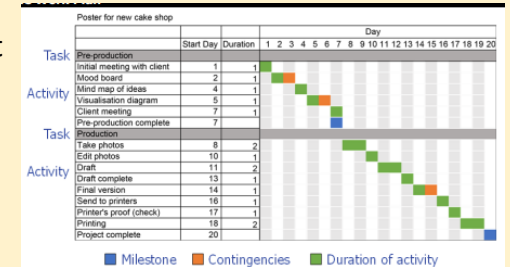 Poster for new cake shop
Day
Start Day Duration 1 2 3 4 5 6 7 8 9 10 11 12 13 14 15 16 17 18 19 20
Task Pre-production
Initial meeting with client 1 1
Mood board 2 1
Activity Mind map of ideas 4 1
Visualisation diagram 5 1
Client meeting 7 1
Pre-production complete 7
Task Production
Take photos 8 2
Edit photos 10 1
Draft 11 2
Activity Draft complete 13 1
Final version 14 1
Send to printers 16 1
Printer's proof (check) 17 1
Printing 18 2
Project complete 20
Milestone Contingencies Duration of activity